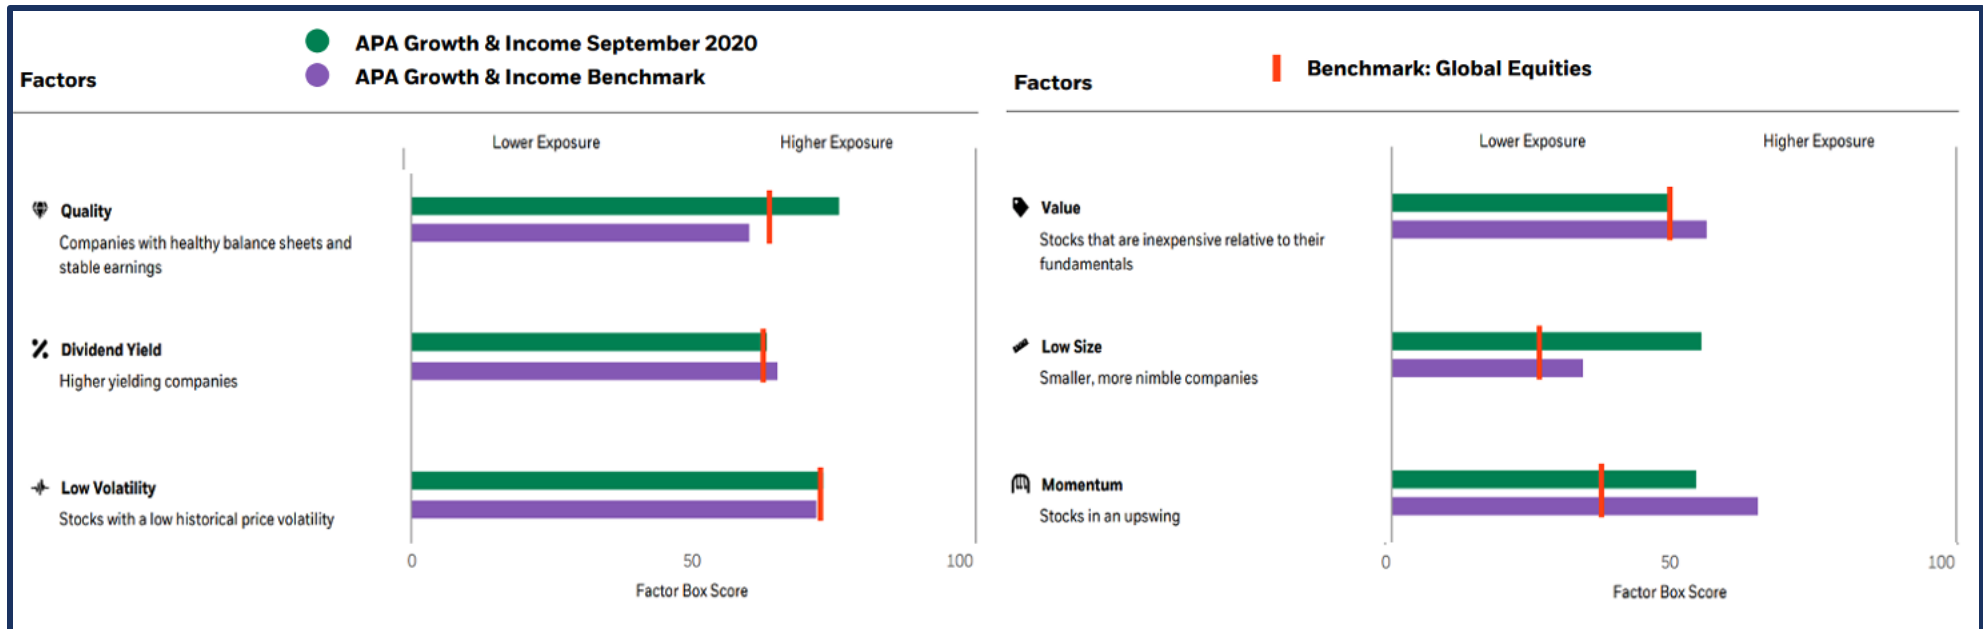 APA Growth & Income September 2020
APA Growth & Income Benchmark
Factors
Lower Exposure Higher Exposure
Quality
Companies with healthy balance sheets and
stable earnings
Dividend Yield
Higher yielding companies
Low Volatility
Stocks with a low historical price volatility
0 50 100
Factor Box Score
Benchmark: Global Equities
Factors
Lower Exposure Higher Exposure
Value
Stocks that are inexpensive relative to their
fundamentals
Low Size
Smaller, more nimble companies
Momentum
Stocks in an upswing
0 50 100
Factor Box Score